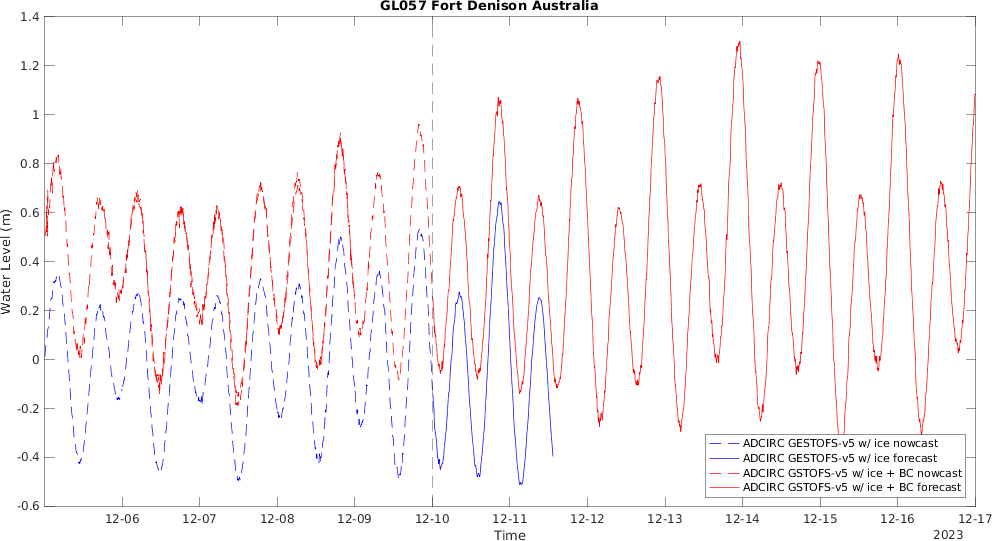 GL057 Fort Denison Australia
1.4
1.2
1
0.8
0.6
0.4
0.2
0
-0.2
-0.4
-0.6
Water Level (m)
ADCIRC GESTOFS-v5 w/ ice nowcast
ADCIRC GESTOFS-v5 w/ ice forecast
ADCIRC GSTOFS-v5 w/ ice + BC nowcast
ADCIRC GSTOFS-v5 w/ ice + BC forecast
12-06 12-07 12-08 12-09 12-10 12-11 12-12 12-13 12-14 12-15 12-16 12-17
Time
2023